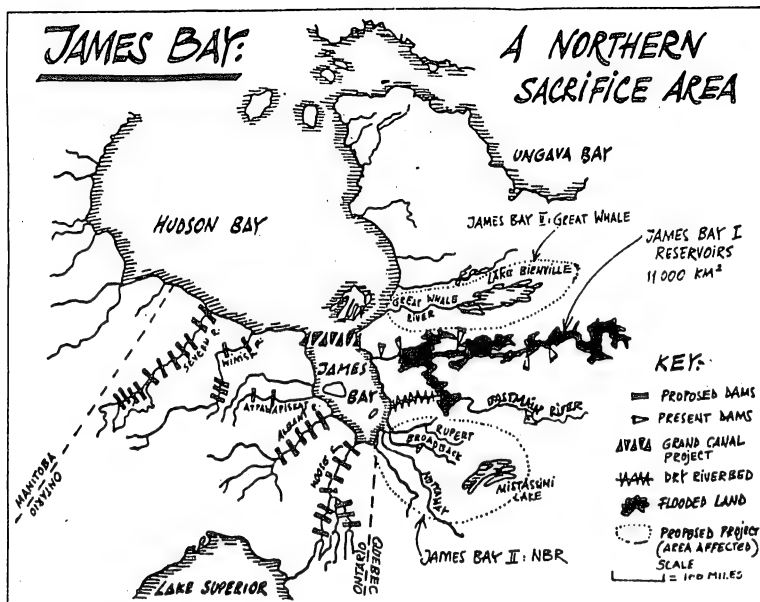 JAMES BAY:
A NORTHERN
SACRIFICE AREA
UNGAVA BAY
HUDSON BAY
JAMES BAY II: GREAT WHALE
JAMES BAY I
RESERVOIRS
11 000 KM²
LAKE BIENVILLE
GREAT WHALE
RIVER
SEVERN R.
WINISK R.
JAMES
BAY
ATTAWAPISKAT
ALBANY R.
EASTMAIN RIVER
RUPERT
BROADBACK
NOTTAWAY
MISTASSINI
LAKE
MOOSE R.
MANITOBA
ONTARIO
ONTARIO
QUEBEC
JAMES BAY II: NBR
LAKE SUPERIOR
KEY:
PROPOSED DAMS
PRESENT DAMS
GRAND CANAL
PROJECT
DRY RIVERBED
FLOODED LAND
PROPOSED PROJECT
(AREA AFFECTED)
SCALE
= 100 MILES